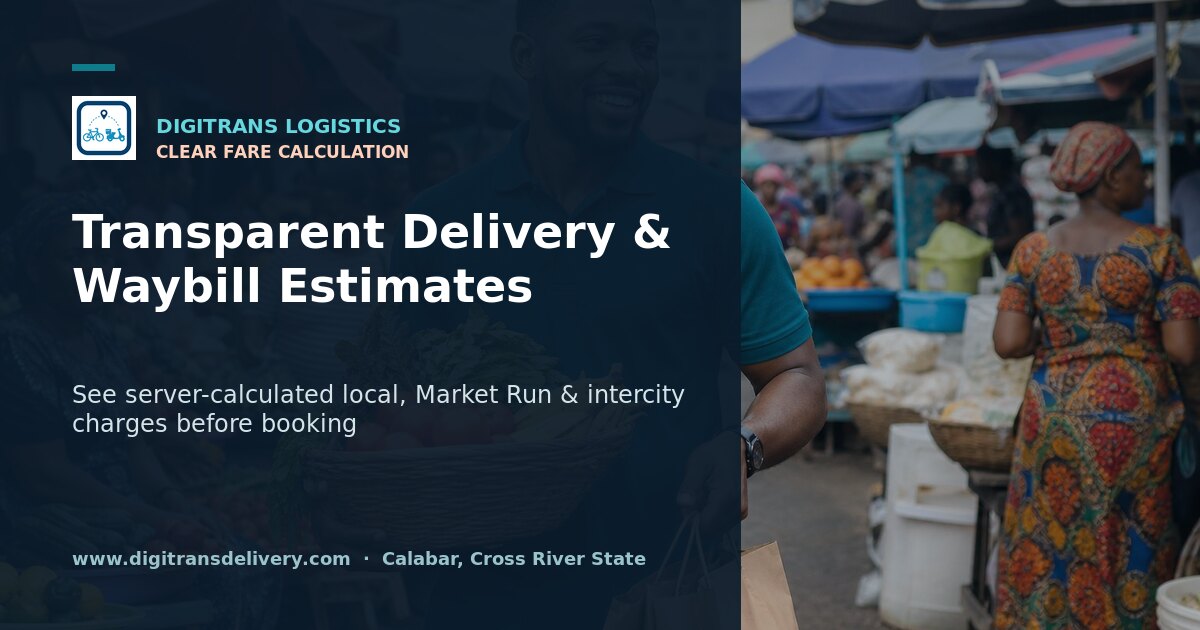 DIGITRANS LOGISTICS
CLEAR FARE CALCULATION
Transparent Delivery &
Waybill Estimates
See server-calculated local, Market Run & intercity
charges before booking
www.digitransdelivery.com · Calabar, Cross River State